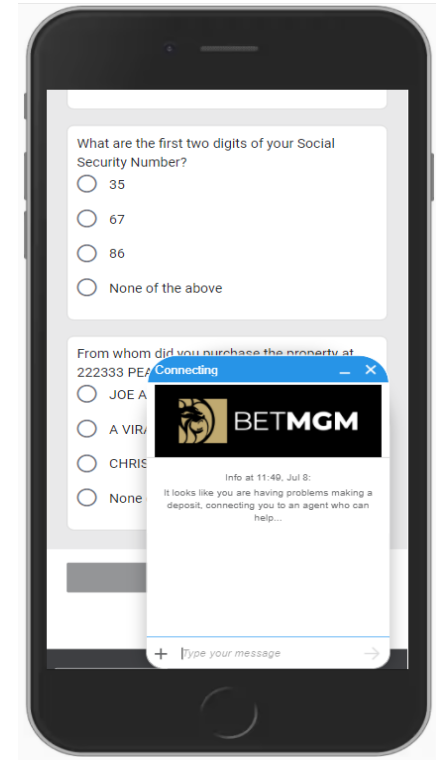 What are the first two digits of your Social
Security Number?
35
67
86
None of the above
From whom did you purchase the property at
222333
JOE A
A
CHRIS
None
Connecting
BETMGM
Info at 11:49, Jul 8:
It looks like you are having problems making a
deposit, connecting you to an agent who can
help...
Type your message